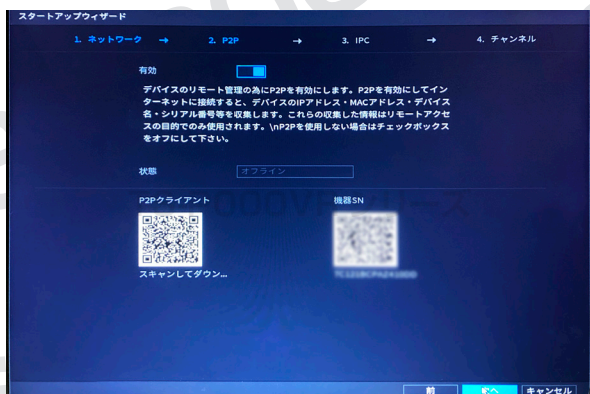 スタートアップウィザード
1. ネットワーク → 2. P2P → 3. IPC → 4. チャンネル
有効
デバイスのリモート管理の為にP2Pを有効にします。P2Pを有効にしてイン
ターネットに接続すると、デバイスのIPアドレス・MACアドレス・デバイス
名・シリアル番号等を収集します。これらの収集した情報はリモートアクセ
スの目的でのみ使用されます。\nP2Pを使用しない場合はチェックボックス
をオフにして下さい。
状態 オフライン
P2Pクライアント 機器SN
スキャンしてダウン...
前 次へ キャンセル